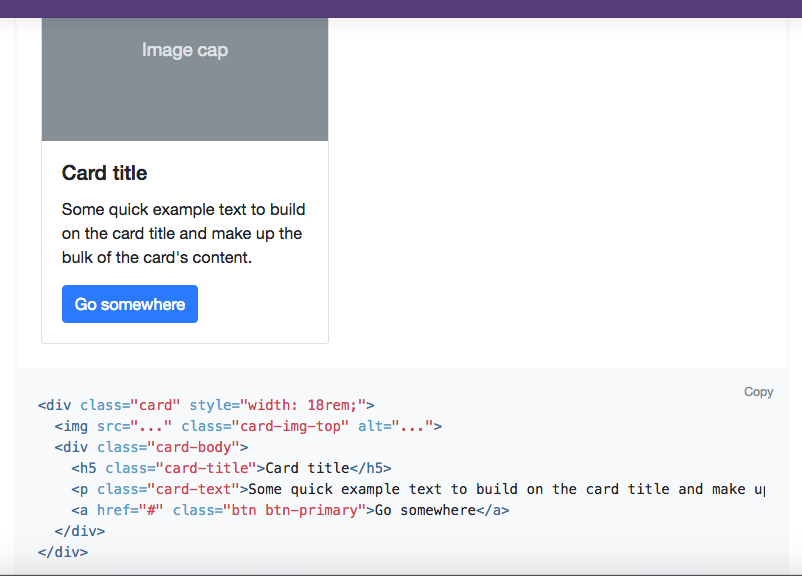 Image cap
Card title
Some quick example text to build
on the card title and make up the
bulk of the card's content.
Go somewhere
Copy
<div class="card" style="width: 18rem;">
  <img src="..." class="card-img-top" alt="...">
  <div class="card-body">
    <h5 class="card-title">Card title</h5>
    <p class="card-text">Some quick example text to build on the card title and make up
    <a href="#" class="btn btn-primary">Go somewhere</a>
  </div>
</div>